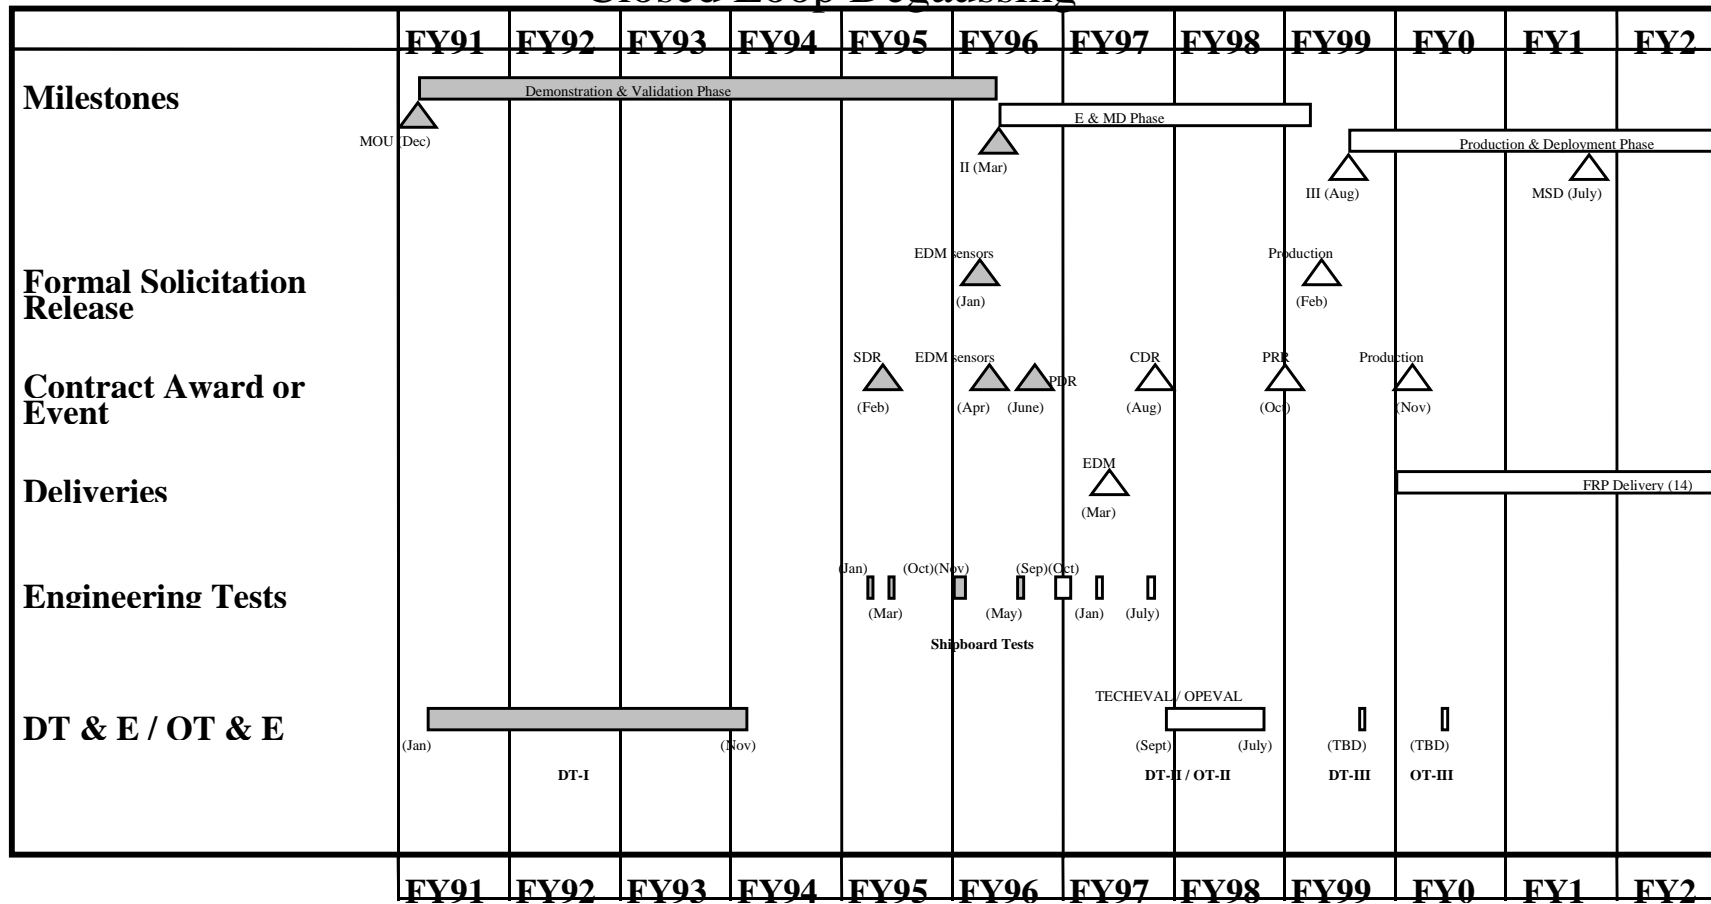 Closed Loop Degaussing
FY91 FY92 FY93 FY94 FY95 FY96 FY97 FY98 FY99 FY0 FY1 FY2
Milestones
Demonstration & Validation Phase
E & MD Phase
Production & Deployment Phase
MOU (Dec)
II (Mar)
III (Aug)
MSD (July)
Formal Solicitation
Release
EDM sensors
(Jan)
Production
(Feb)
Contract Award or
Event
SDR
(Feb)
EDM sensors
(Apr)
PDR
(June)
CDR
(Aug)
PRR
(Oct)
Production
(Nov)
Deliveries
EDM
(Mar)
FRP Delivery (14)
Engineering Tests
(Jan) (Oct)(Nov) (Sep)(Oct)
(Mar) (May) (Jan) (July)
Shipboard Tests
DT & E / OT & E
TECHEVAL / OPEVAL
(Jan) (Nov) (Sept) (July) (TBD) (TBD)
DT-I DT-II / OT-II DT-III OT-III
FY91 FY92 FY93 FY94 FY95 FY96 FY97 FY98 FY99 FY0 FY1 FY2